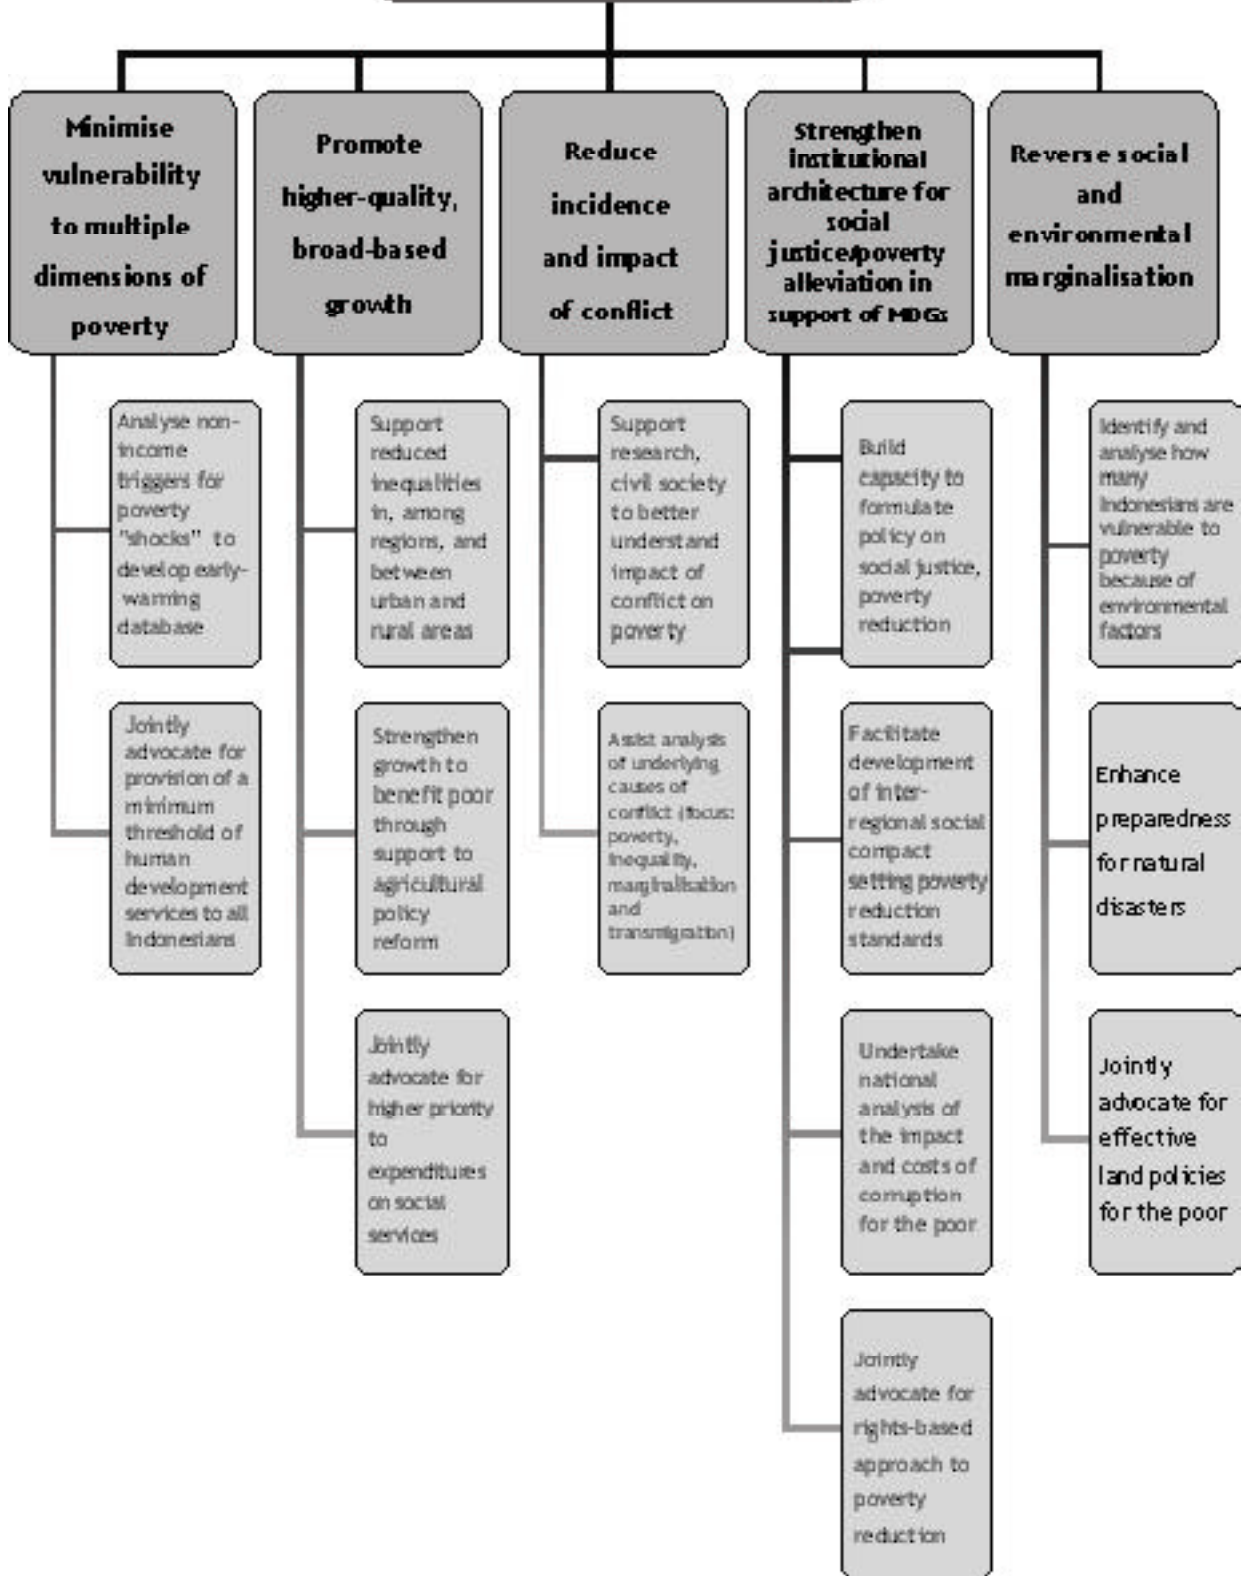 Minimise
vulnerability
to multiple
dimensions of
poverty
Promote
higher-quality,
broad-based
growth
Reduce
incidence
and impact
of conflict
Strengthen
institutional
architecture for
social
justice/poverty
alleviation in
support of MDGs
Reverse social
and
environmental
marginalisation
Analyse non-
income
triggers for
poverty
"shocks" to
develop early-
warning
database
Support
reduced
inequalities
in, among
regions, and
between
urban and
rural areas
Support
research,
civil society
to better
understand
impact of
conflict on
poverty
Build
capacity to
formulate
policy on
social justice,
poverty
reduction
Identify and
analyse how
many
Indonesians are
vulnerable to
poverty
because of
environmental
factors
Jointly
advocate for
provision of a
minimum
threshold of
human
development
services to all
Indonesians
Strengthen
growth to
benefit poor
through
support to
agricultural
policy
reform
Assist analysis
of underlying
causes of
conflict (focus:
poverty,
inequality,
marginalisation
and
transmigration)
Facilitate
development
of inter-
regional social
compact
setting poverty
reduction
standards
Enhance
preparedness
for natural
disasters
Jointly
advocate for
higher priority
to
expenditures
on social
services
Undertake
national
analysis of
the impact
and costs of
corruption
for the poor
Jointly
advocate for
effective
land policies
for the poor
Jointly
advocate for
rights-based
approach to
poverty
reduction